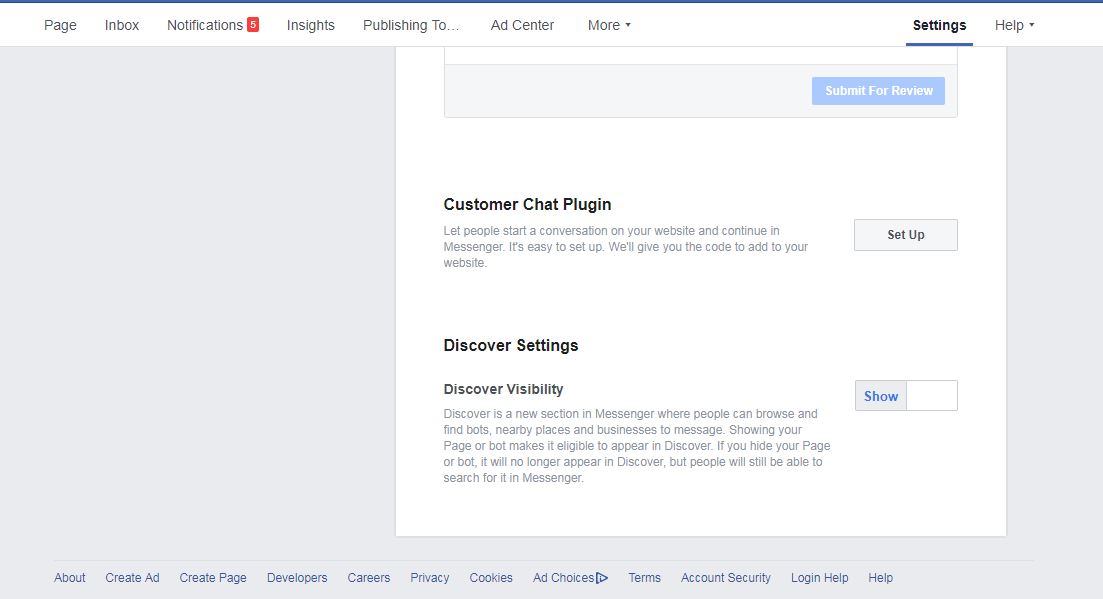 Page Inbox Notifications 5 Insights Publishing To... Ad Center More Settings Help
Submit For Review
Customer Chat Plugin
Let people start a conversation on your website and continue in
Messenger. It's easy to set up. We'll give you the code to add to your
website.
Set Up
Discover Settings
Discover Visibility
Show
Discover is a new section in Messenger where people can browse and
find bots, nearby places and businesses to message. Showing your
Page or bot makes it eligible to appear in Discover. If you hide your Page
or bot, it will no longer appear in Discover, but people will still be able to
search for it in Messenger.
About Create Ad Create Page Developers Careers Privacy Cookies Ad Choices Terms Account Security Login Help Help